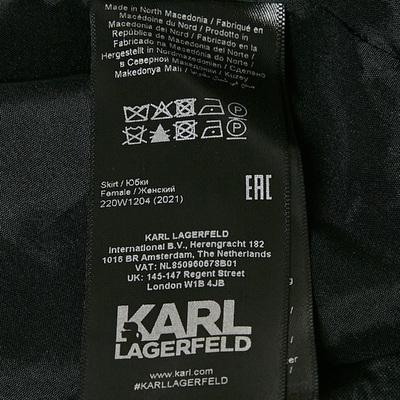 Made in North Macedonia / Fabriqué en
Macédoine du Nord / Prodotto in
República de Macedonia del Norte /
Fabricado na Macedónia do Norte /
Hergestellt in Nordmazedonien / Сделано
в Северной Македонии / Kuzey
Makedonya Malı /
Skirt / Юбки
Female / Женский
220W1204 (2021)
EAC
KARL LAGERFELD
International B.V., Herengracht 182
1016 BR Amsterdam, The Netherlands
VAT: NL850960678B01
UK: 145-147 Regent Street
London W1B 4JB
KARL
LAGERFELD
www.karl.com
#KARLLAGERFELD